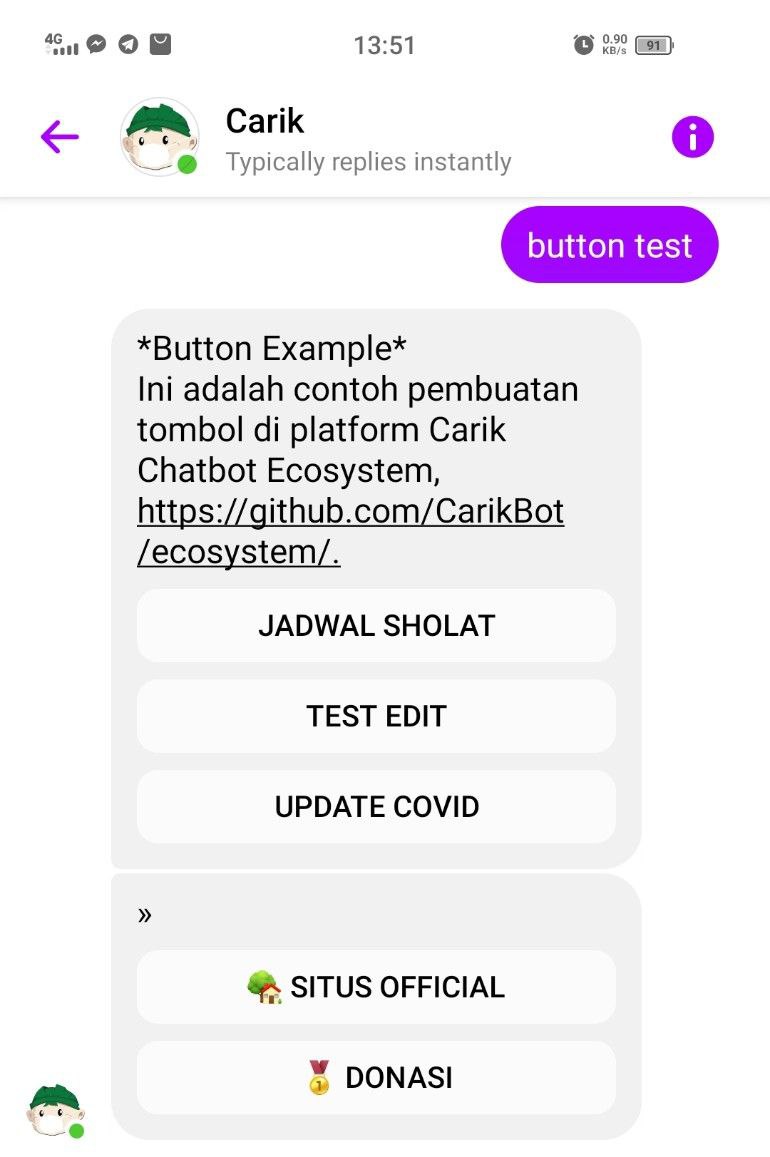 4G 13:51 0.90 KB/s 91
Carik
Typically replies instantly
button test
*Button Example*
Ini adalah contoh pembuatan
tombol di platform Carik
Chatbot Ecosystem,
https://github.com/CarikBot
/ecosystem/.
JADWAL SHOLAT
TEST EDIT
UPDATE COVID
»
🏡 SITUS OFFICIAL
🏅 DONASI